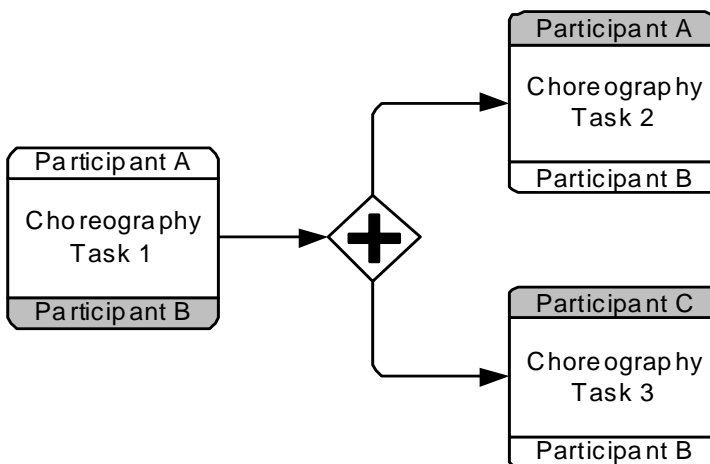 Participant A
Choreography
Task 2
Participant B
Participant A
Choreography
Task 1
Participant B
Participant C
Choreography
Task 3
Participant B